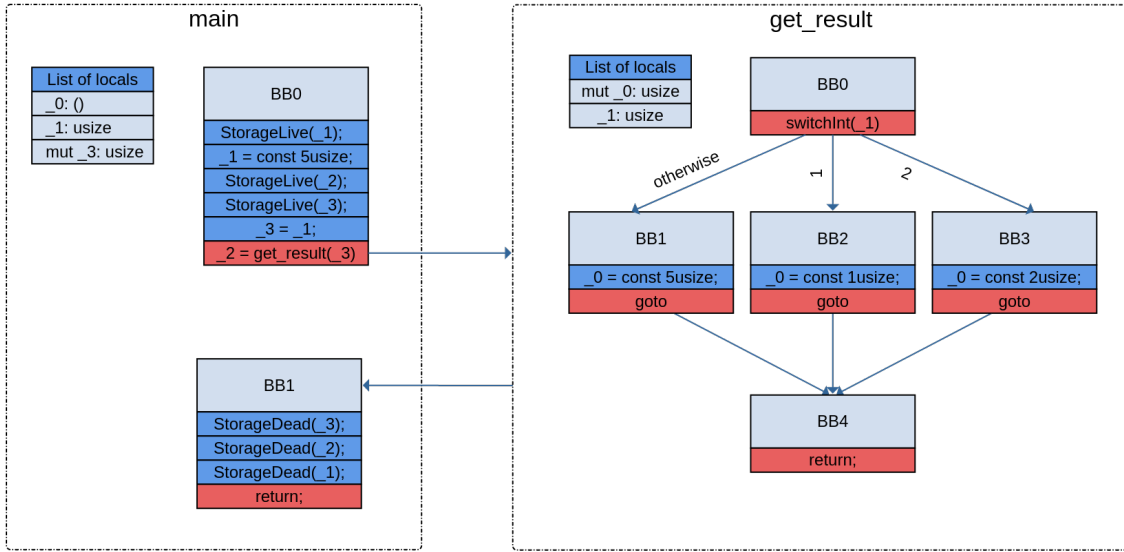 main
List of locals
_0: ()
_1: usize
mut _3: usize
BB0
StorageLive(_1);
_1 = const 5usize;
StorageLive(_2);
StorageLive(_3);
_3 = _1;
_2 = get_result(_3)
BB1
StorageDead(_3);
StorageDead(_2);
StorageDead(_1);
return;
get_result
List of locals
mut _0: usize
_1: usize
BB0
switchInt(_1)
otherwise
1
2
BB1
_0 = const 5usize;
goto
BB2
_0 = const 1usize;
goto
BB3
_0 = const 2usize;
goto
BB4
return;